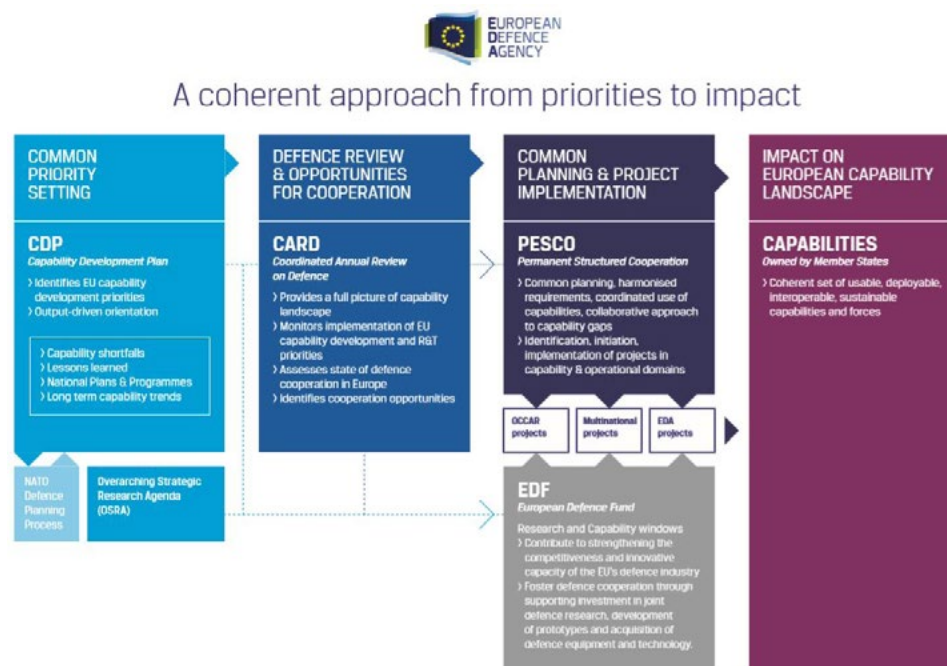 EUROPEAN
DEFENCE
AGENCY
A coherent approach from priorities to impact
COMMON
PRIORITY
SETTING
CDP
Capability Development Plan
› Identifies EU capability
development priorities
› Output-driven orientation
› Capability shortfalls
› Lessons learned
› National Plans & Programmes
› Long term capability trends
NATO
Defence
Planning
Process
Overarching Strategic
Research Agenda
(OSRA)
DEFENCE REVIEW
& OPPORTUNITIES
FOR COOPERATION
CARD
Coordinated Annual Review
on Defence
› Provides a full picture of capability
landscape
› Monitors implementation of EU
capability development and R&T
priorities
› Assesses state of defence
cooperation in Europe
› Identifies cooperation opportunities
COMMON
PLANNING & PROJECT
IMPLEMENTATION
PESCO
Permanent Structured Cooperation
› Common planning, harmonised
requirements, coordinated use of
capabilities, collaborative approach
to capability gaps
› Identification, initiation,
implementation of projects in
capability & operational domains
OCCAR
projects
Multinational
projects
EDA
projects
EDF
European Defence Fund
Research and Capability windows
› Contribute to strengthening the
competitiveness and innovative
capacity of the EU's defence industry
› Foster defence cooperation through
supporting investment in joint
defence research, development
of prototypes and acquisition of
defence equipment and technology.
IMPACT ON
EUROPEAN CAPABILITY
LANDSCAPE
CAPABILITIES
Owned by Member States
› Coherent set of usable, deployable,
interoperable, sustainable
capabilities and forces